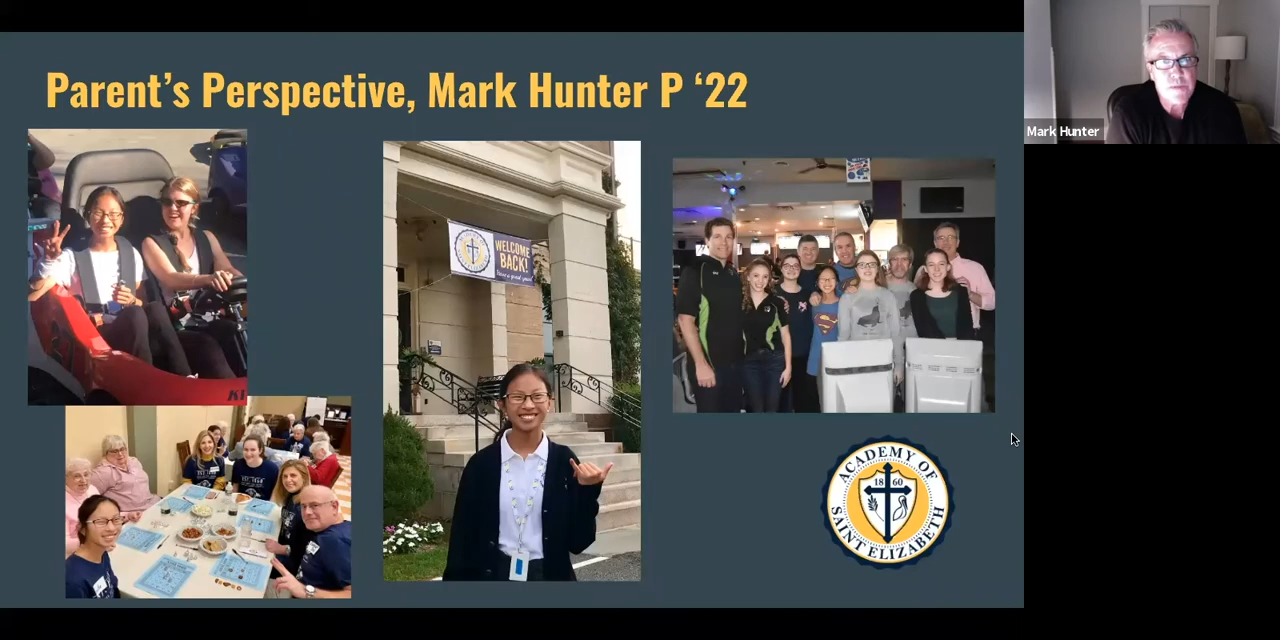 Parent’s Perspective, Mark Hunter P ‘22
Mark Hunter
WELCOME
BACK!
ACADEMY OF
18 60
SAINT ELIZABETH